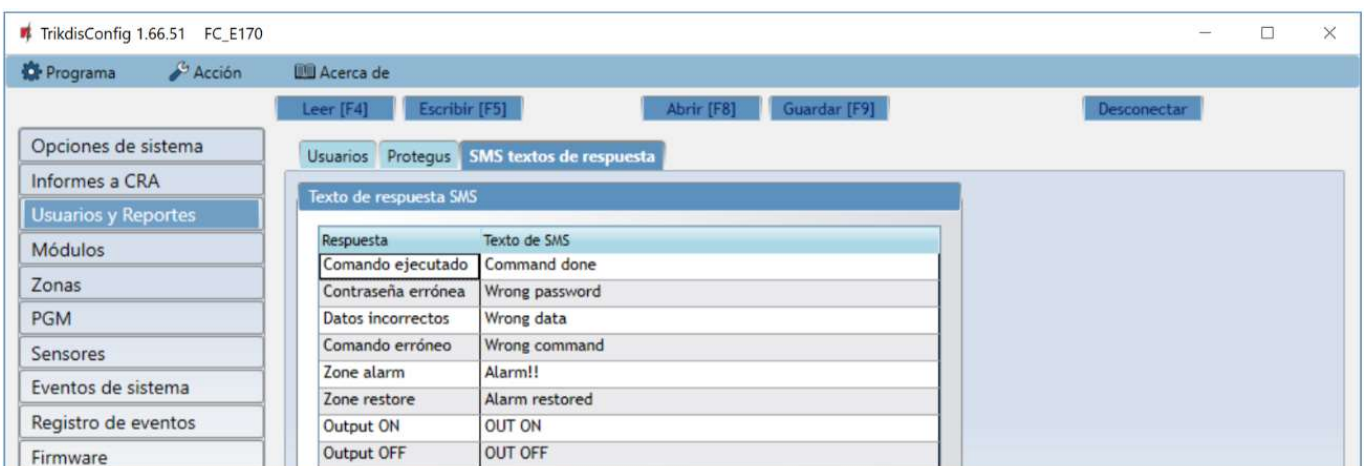 TrikdisConfig 1.66.51 FC_E170
Programa Acción Acerca de
Leer [F4] Escribir [F5] Abrir [F8] Guardar [F9] Desconectar
Opciones de sistema
Informes a CRA
Usuarios y Reportes
Módulos
Zonas
PGM
Sensores
Eventos de sistema
Registro de eventos
Firmware
Usuarios Protegus SMS textos de respuesta
Texto de respuesta SMS
Respuesta Texto de SMS
Comando ejecutado Command done
Contraseña errónea Wrong password
Datos incorrectos Wrong data
Comando erróneo Wrong command
Zone alarm Alarm!!
Zone restore Alarm restored
Output ON OUT ON
Output OFF OUT OFF